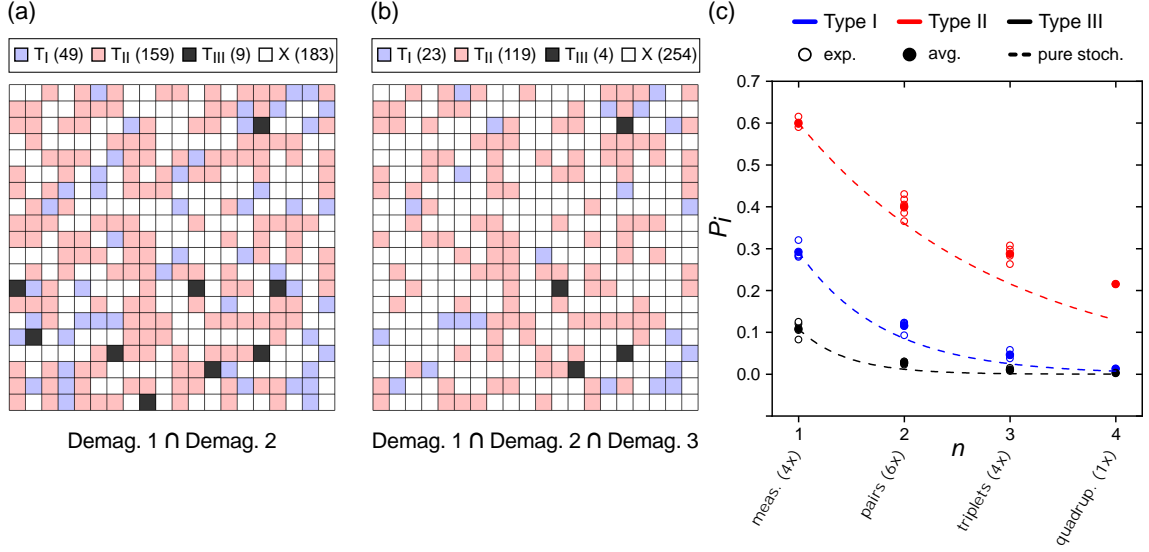 (a)
T_I (49) T_II (159) T_III (9) X (183)
Demag. 1 ∩ Demag. 2
(b)
T_I (23) T_II (119) T_III (4) X (254)
Demag. 1 ∩ Demag. 2 ∩ Demag. 3
(c)
Type I Type II Type III
exp. avg. pure stoch.
P_i
0.7
0.6
0.5
0.4
0.3
0.2
0.1
0.0
1 2 3 4
n
meas. (4x)
pairs (6x)
triplets (4x)
quadrup. (1x)